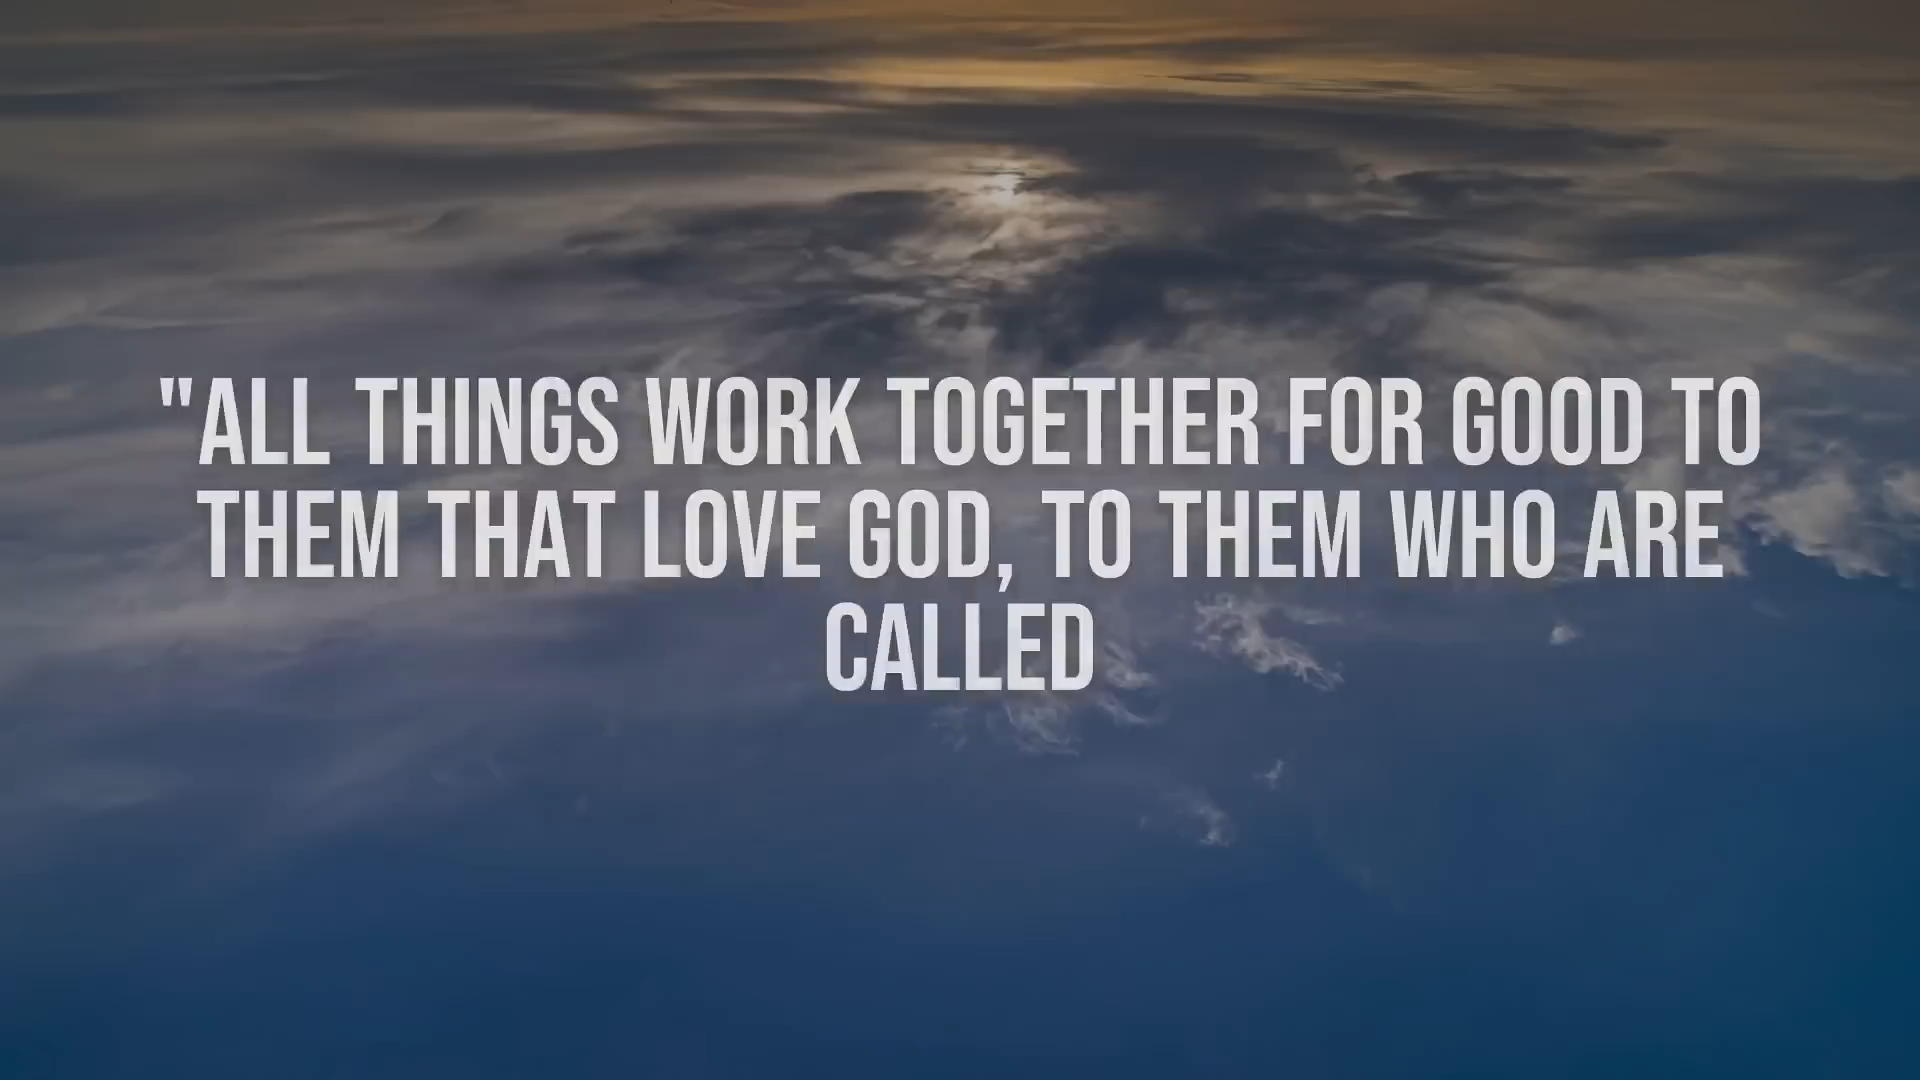 "ALL THINGS WORK TOGETHER FOR GOOD TO
THEM THAT LOVE GOD, TO THEM WHO ARE
CALLED